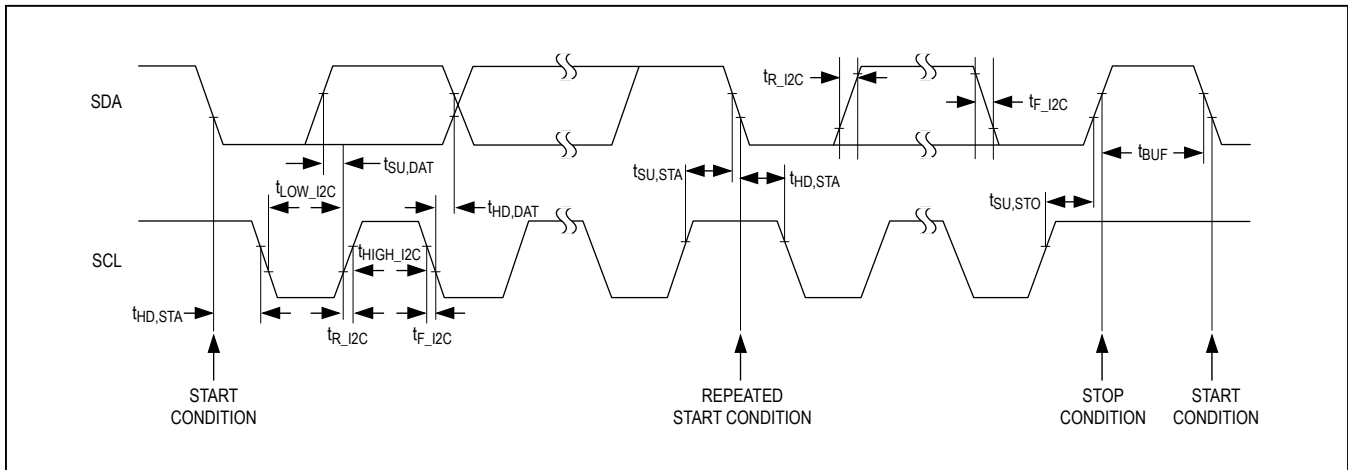 SDA
tR_I2C
tF_I2C
tSU,DAT
tLOW_I2C
tHD,DAT
tSU,STA
tHD,STA
tBUF
tSU,STO
SCL
tHIGH_I2C
tHD,STA
tR_I2C
tF_I2C
START
CONDITION
REPEATED
START CONDITION
STOP
CONDITION
START
CONDITION